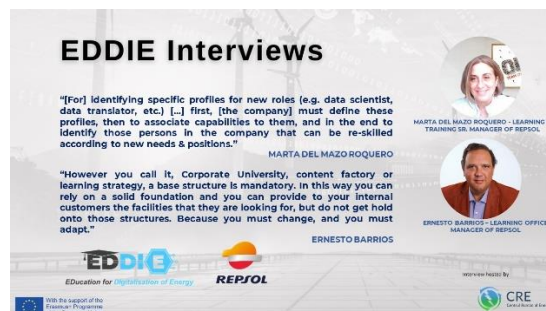 EDDIE Interviews
"[For] identifying specific profiles for new roles (e.g. data scientist,
data translator, etc.) [...] first, [the company] must define these
profiles, then to associate capabilities to them, and in the end to
identify those persons in the company that can be re-skilled
according to new needs & positions."
MARTA DEL MAZO ROQUERO
"However you call it, Corporate University, content factory or
learning strategy, a base structure is mandatory. In this way you can
rely on a solid foundation and you can provide to your internal
customers the facilities that they are looking for, but do not get hold
onto those structures. Because you must change, and you must
adapt."
ERNESTO BARRIOS
MARTA DEL MAZO ROQUERO - LEARNING
TRAINING SR. MANAGER OF REPSOL
ERNESTO BARRIOS - LEARNING OFFICE
MANAGER OF REPSOL
EDDIE
EDucation for Digitalisation of Energy
REPSOL
Interview hosted by
CRE
With the support of the
Erasmus+ Programme